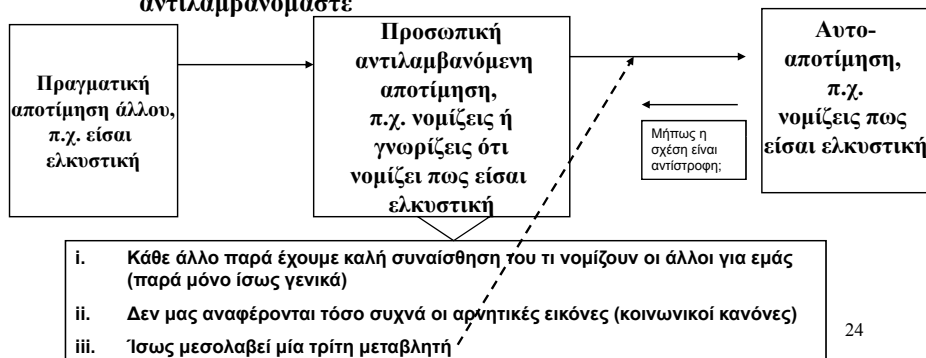 αντιλαμβανόμαστε
Πραγματική
αποτίμηση άλλου,
π.χ. είσαι
ελκυστική
Προσωπική
αντιλαμβανόμενη
αποτίμηση,
π.χ. νομίζεις ή
γνωρίζεις ότι
νομίζει πως είσαι
ελκυστική
Μήπως η
σχέση είναι
αντίστροφη;
Αυτο-
αποτίμηση,
π.χ.
νομίζεις πως
είσαι ελκυστική
i. Κάθε άλλο παρά έχουμε καλή συναίσθηση του τι νομίζουν οι άλλοι για εμάς
(παρά μόνο ίσως γενικά)
ii. Δεν μας αναφέρονται τόσο συχνά οι αρνητικές εικόνες (κοινωνικοί κανόνες)
iii. Ίσως μεσολαβεί μία τρίτη μεταβλητή
24